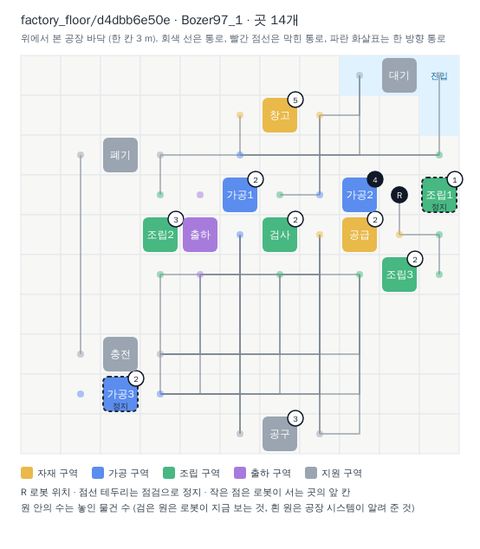 factory_floor/d4dbb6e50e · Bozer97_1 · 곳 14개
위에서 본 공장 바닥 (한 칸 3 m). 회색 선은 통로, 빨간 점선은 막힌 통로, 파란 화살표는 한 방향 통로
대기
창고 5
폐기
가공1 2
가공2 4
R
조립1 1
정지
조립2 3
출하
검사 2
공급 2
조립3 2
충전
가공3 2
정지
공구 3
자재 구역 가공 구역 조립 구역 출하 구역 지원 구역
R 로봇 위치 · 점선 테두리는 점검으로 정지 · 작은 점은 로봇이 서는 곳의 앞 칸
원 안의 수는 놓인 물건 수 (검은 원은 로봇이 지금 보는 것, 흰 원은 공장 시스템이 알려 준 것)